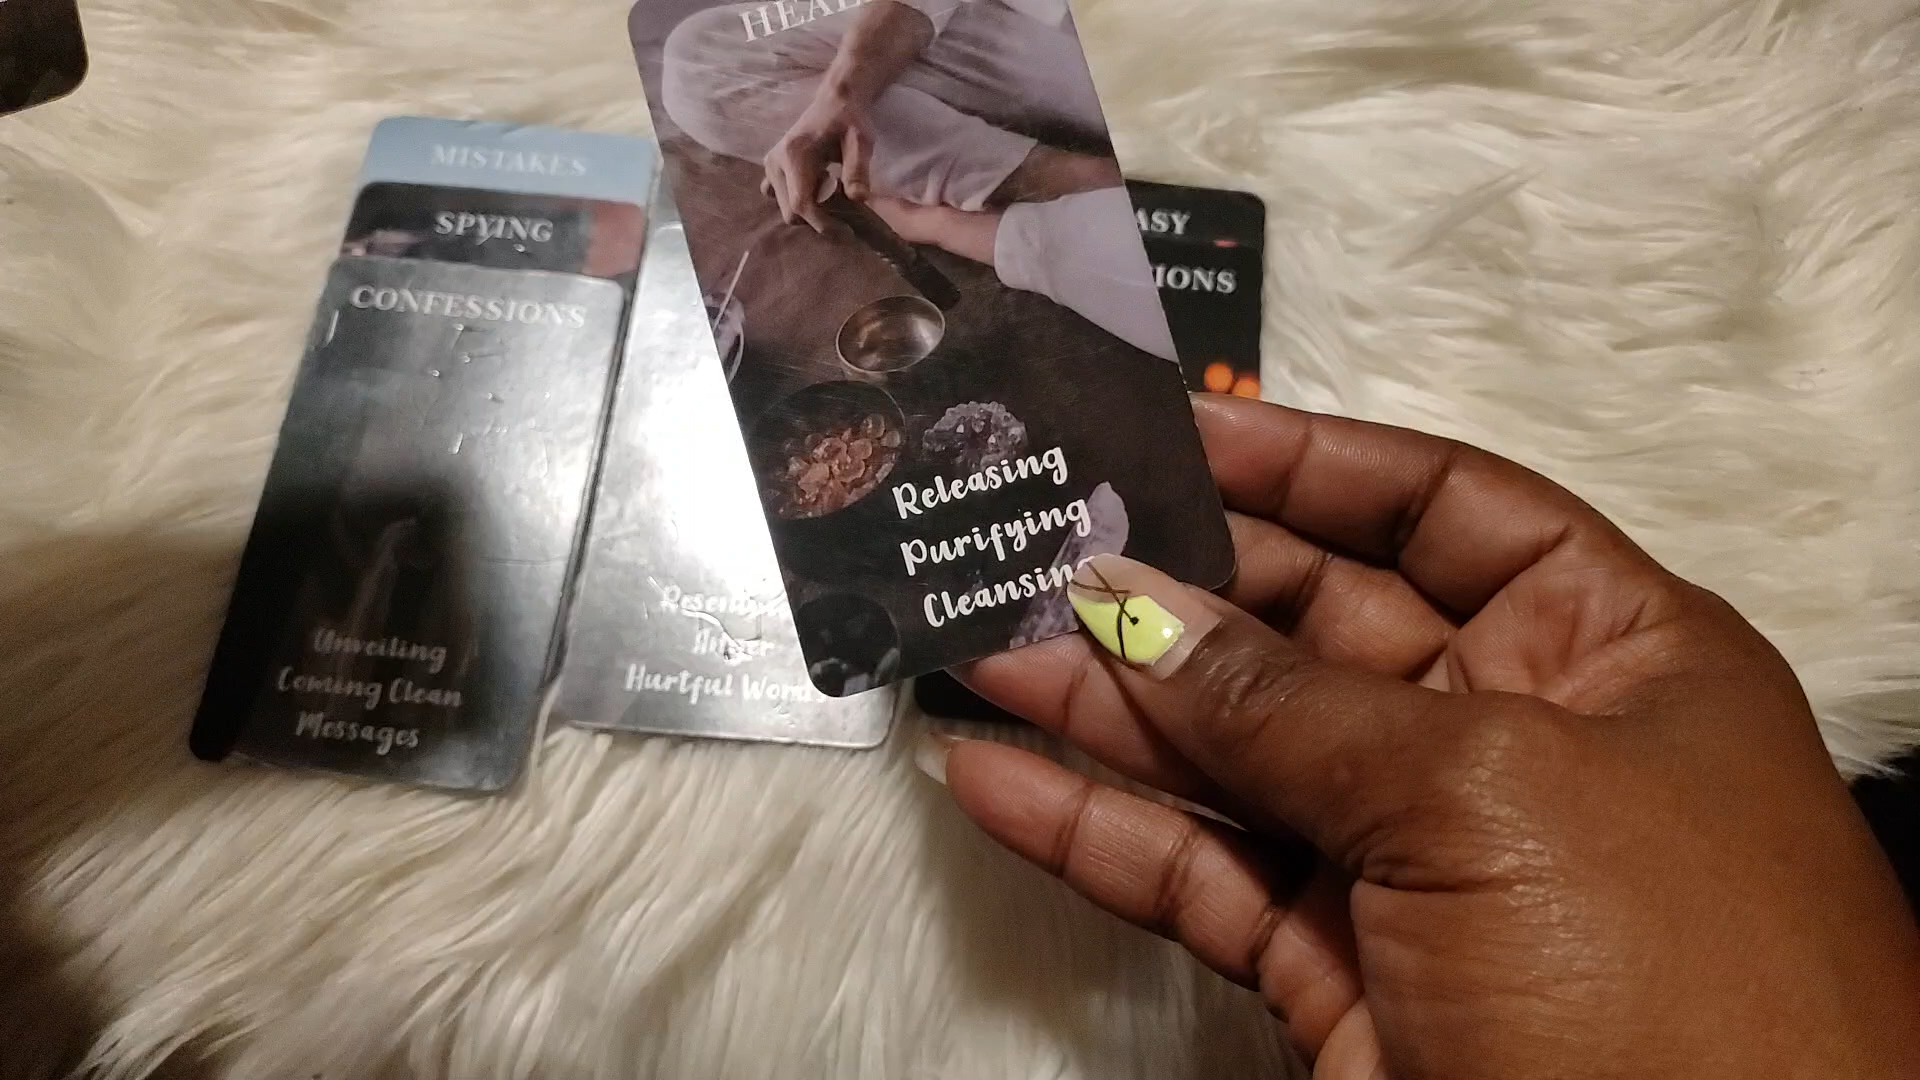 HEAL
MISTAKES
SPYING
CONFESSIONS
Unveiling
Coming Clean
Messages
Hurtful Words
Releasing
Purifying
Cleansing
ASY
IONS